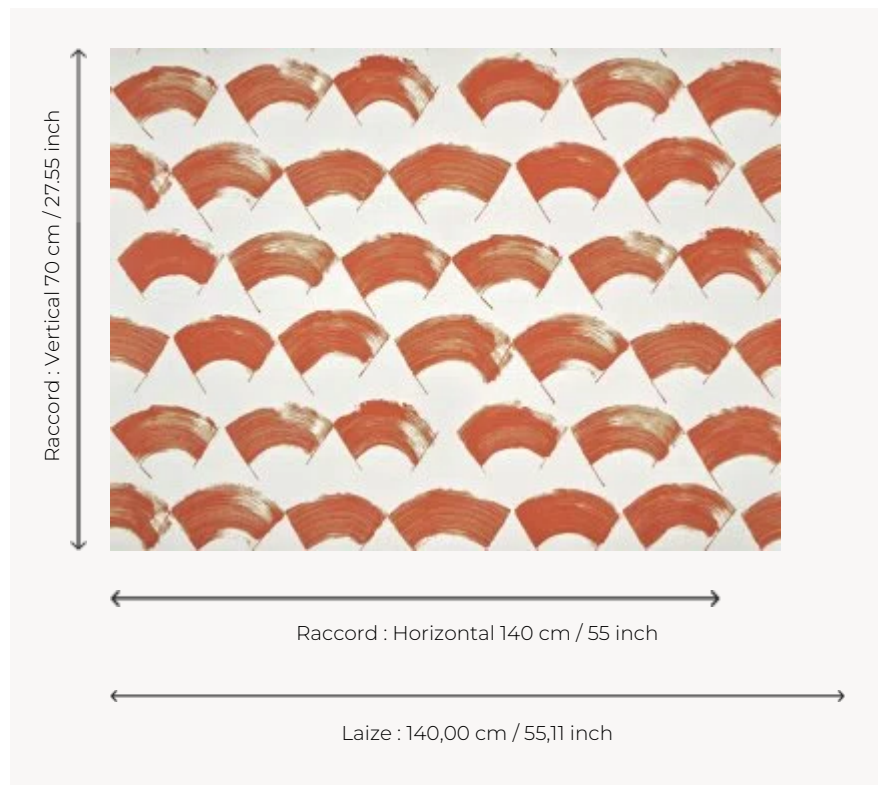 Raccord : Vertical 70 cm / 27.55 inch
Raccord : Horizontal 140 cm / 55 inch
Laize : 140,00 cm / 55,11 inch